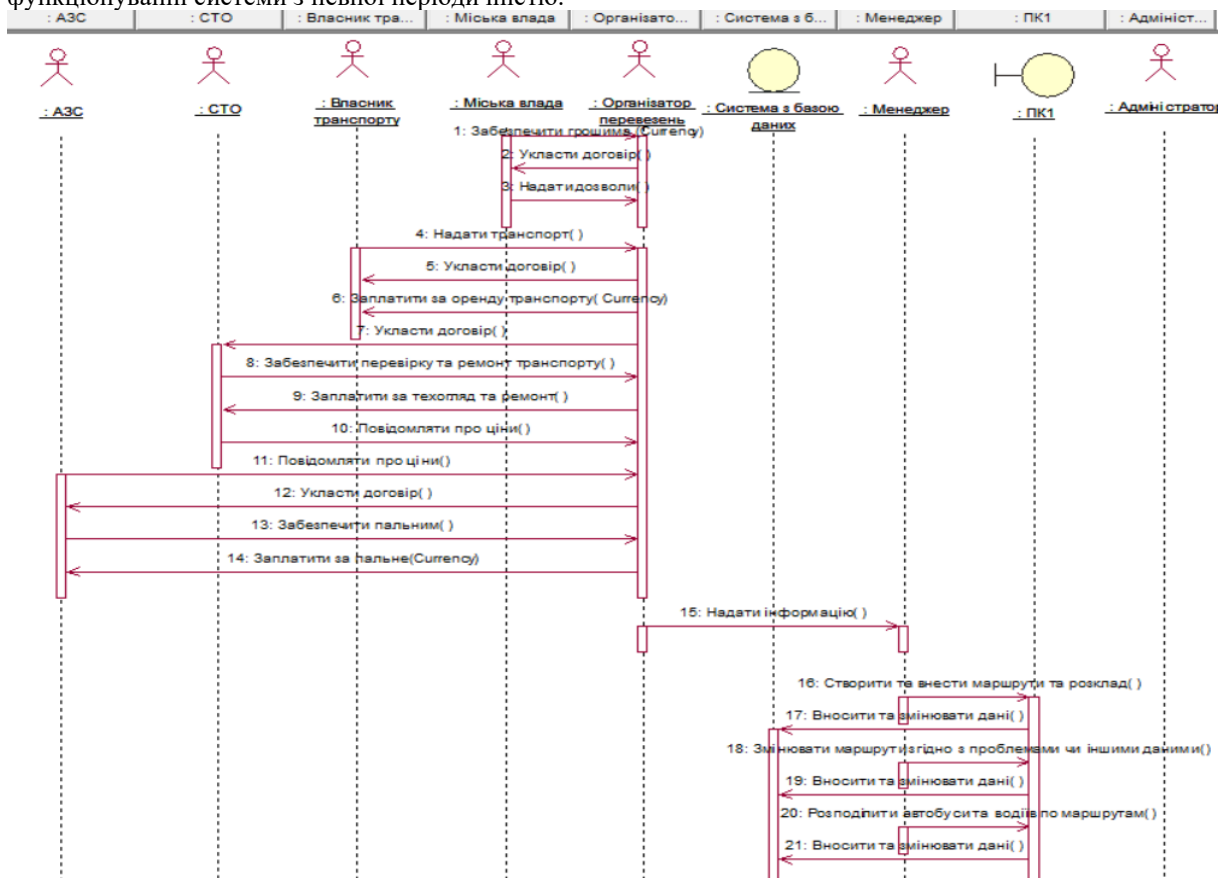 функціонуванні системи з певної періодичністю.
: АЗС
: СТО
: Власник тра...
: Міська влада
: Організато...
: Система з б...
: Менеджер
: ПК1
: Адмініст...
: АЗС
: СТО
: Власник
транспорту
: Міська влада
: Організатор
перевезень
: Система з базою
даних
: Менеджер
: ПК1
: Адміністратор
1: Забезпечити грошима (Currency)
2: Укласти договір( )
3: Надати дозволи( )
4: Надати транспорт( )
5: Укласти договір( )
6: Заплатити за оренду транспорту( Currency)
7: Укласти договір( )
8: Забезпечити перевірку та ремонт транспорту( )
9: Заплатити за техогляд та ремонт( )
10: Повідомляти про ціни( )
11: Повідомляти про ціни()
12: Укласти договір( )
13: Забезпечити пальним( )
14: Заплатити за пальне(Currency)
15: Надати інформацію( )
16: Створити та внести маршрути та розклад( )
17: Вносити та змінювати дані( )
18: Змінювати маршрути згідно з проблемами чи іншими даними()
19: Вносити та змінювати дані( )
20: Розподілити автобуси та водіїв по маршрутам( )
21: Вносити та змінювати дані( )